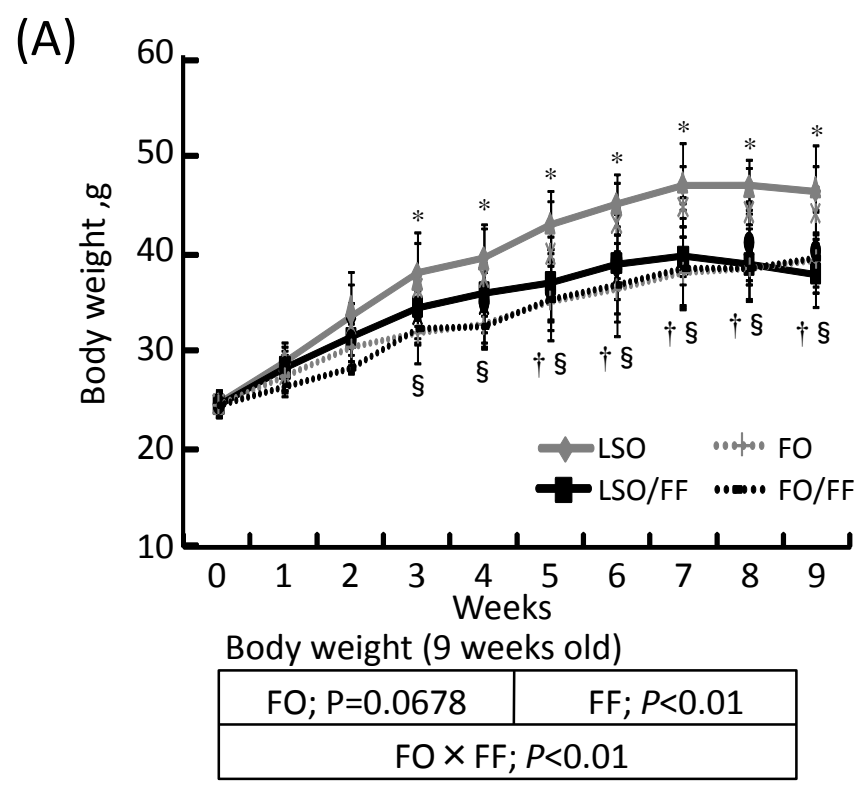 (A)
Body weight ,g
60
50
40
30
20
10
* * * * * * *
§ § † § † § † § † § † §
LSO FO
LSO/FF FO/FF
0 1 2 3 4 5 6 7 8 9
Weeks
Body weight (9 weeks old)
FO; P=0.0678 FF; P<0.01
FO × FF; P<0.01